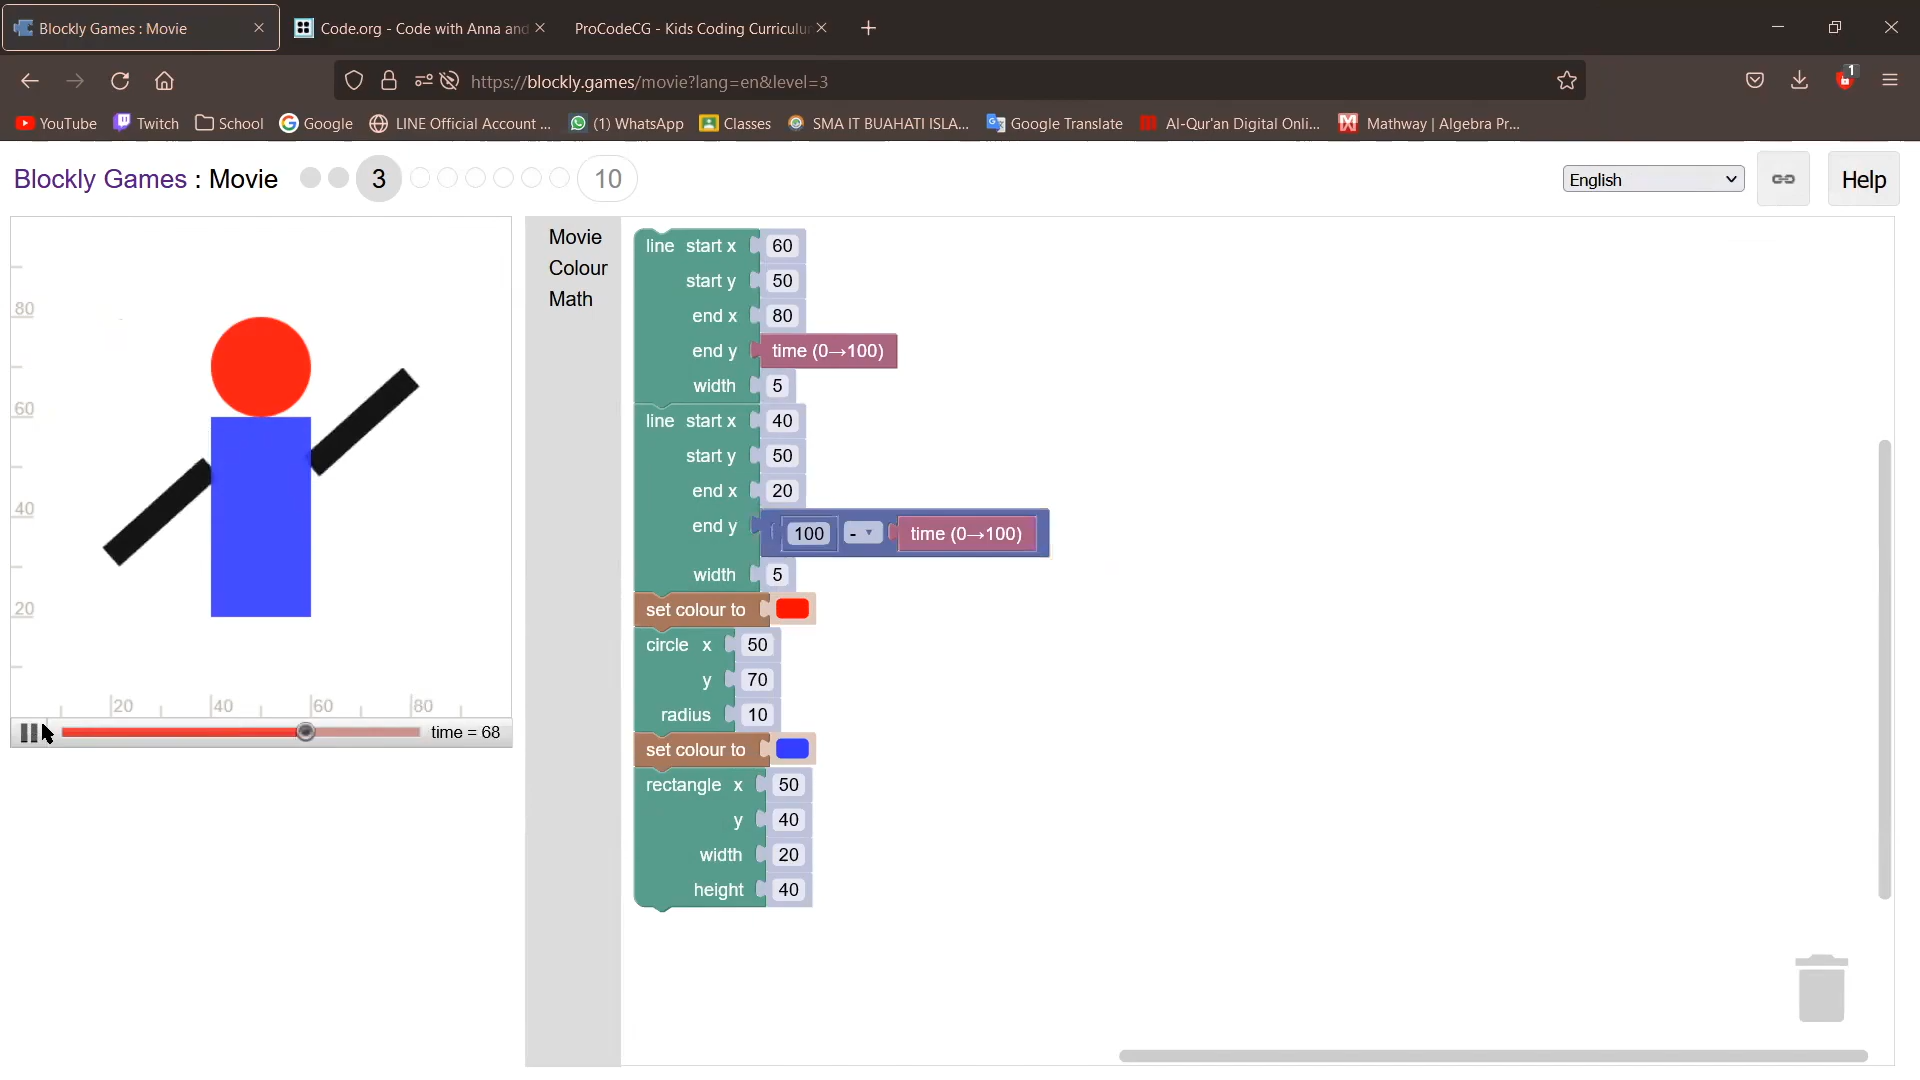 Blockly Games : Movie
Code.org - Code with Anna and
ProCodeCG - Kids Coding Curriculu
https://blockly.games/movie?lang=en&level=3
1
YouTube
Twitch
School
Google
LINE Official Account ...
(1) WhatsApp
Classes
SMA IT BUAHATI ISLA...
Google Translate
Al-Qur'an Digital Onli...
Mathway | Algebra Pr...
Blockly Games : Movie
3
10
English
Help
80
60
40
20
20
40
60
80
time = 68
Movie
Colour
Math
line start x 60
start y 50
end x 80
end y time (0→100)
width 5
line start x 40
start y 50
end x 20
end y 100 - time (0→100)
width 5
set colour to
circle x 50
y 70
radius 10
set colour to
rectangle x 50
y 40
width 20
height 40